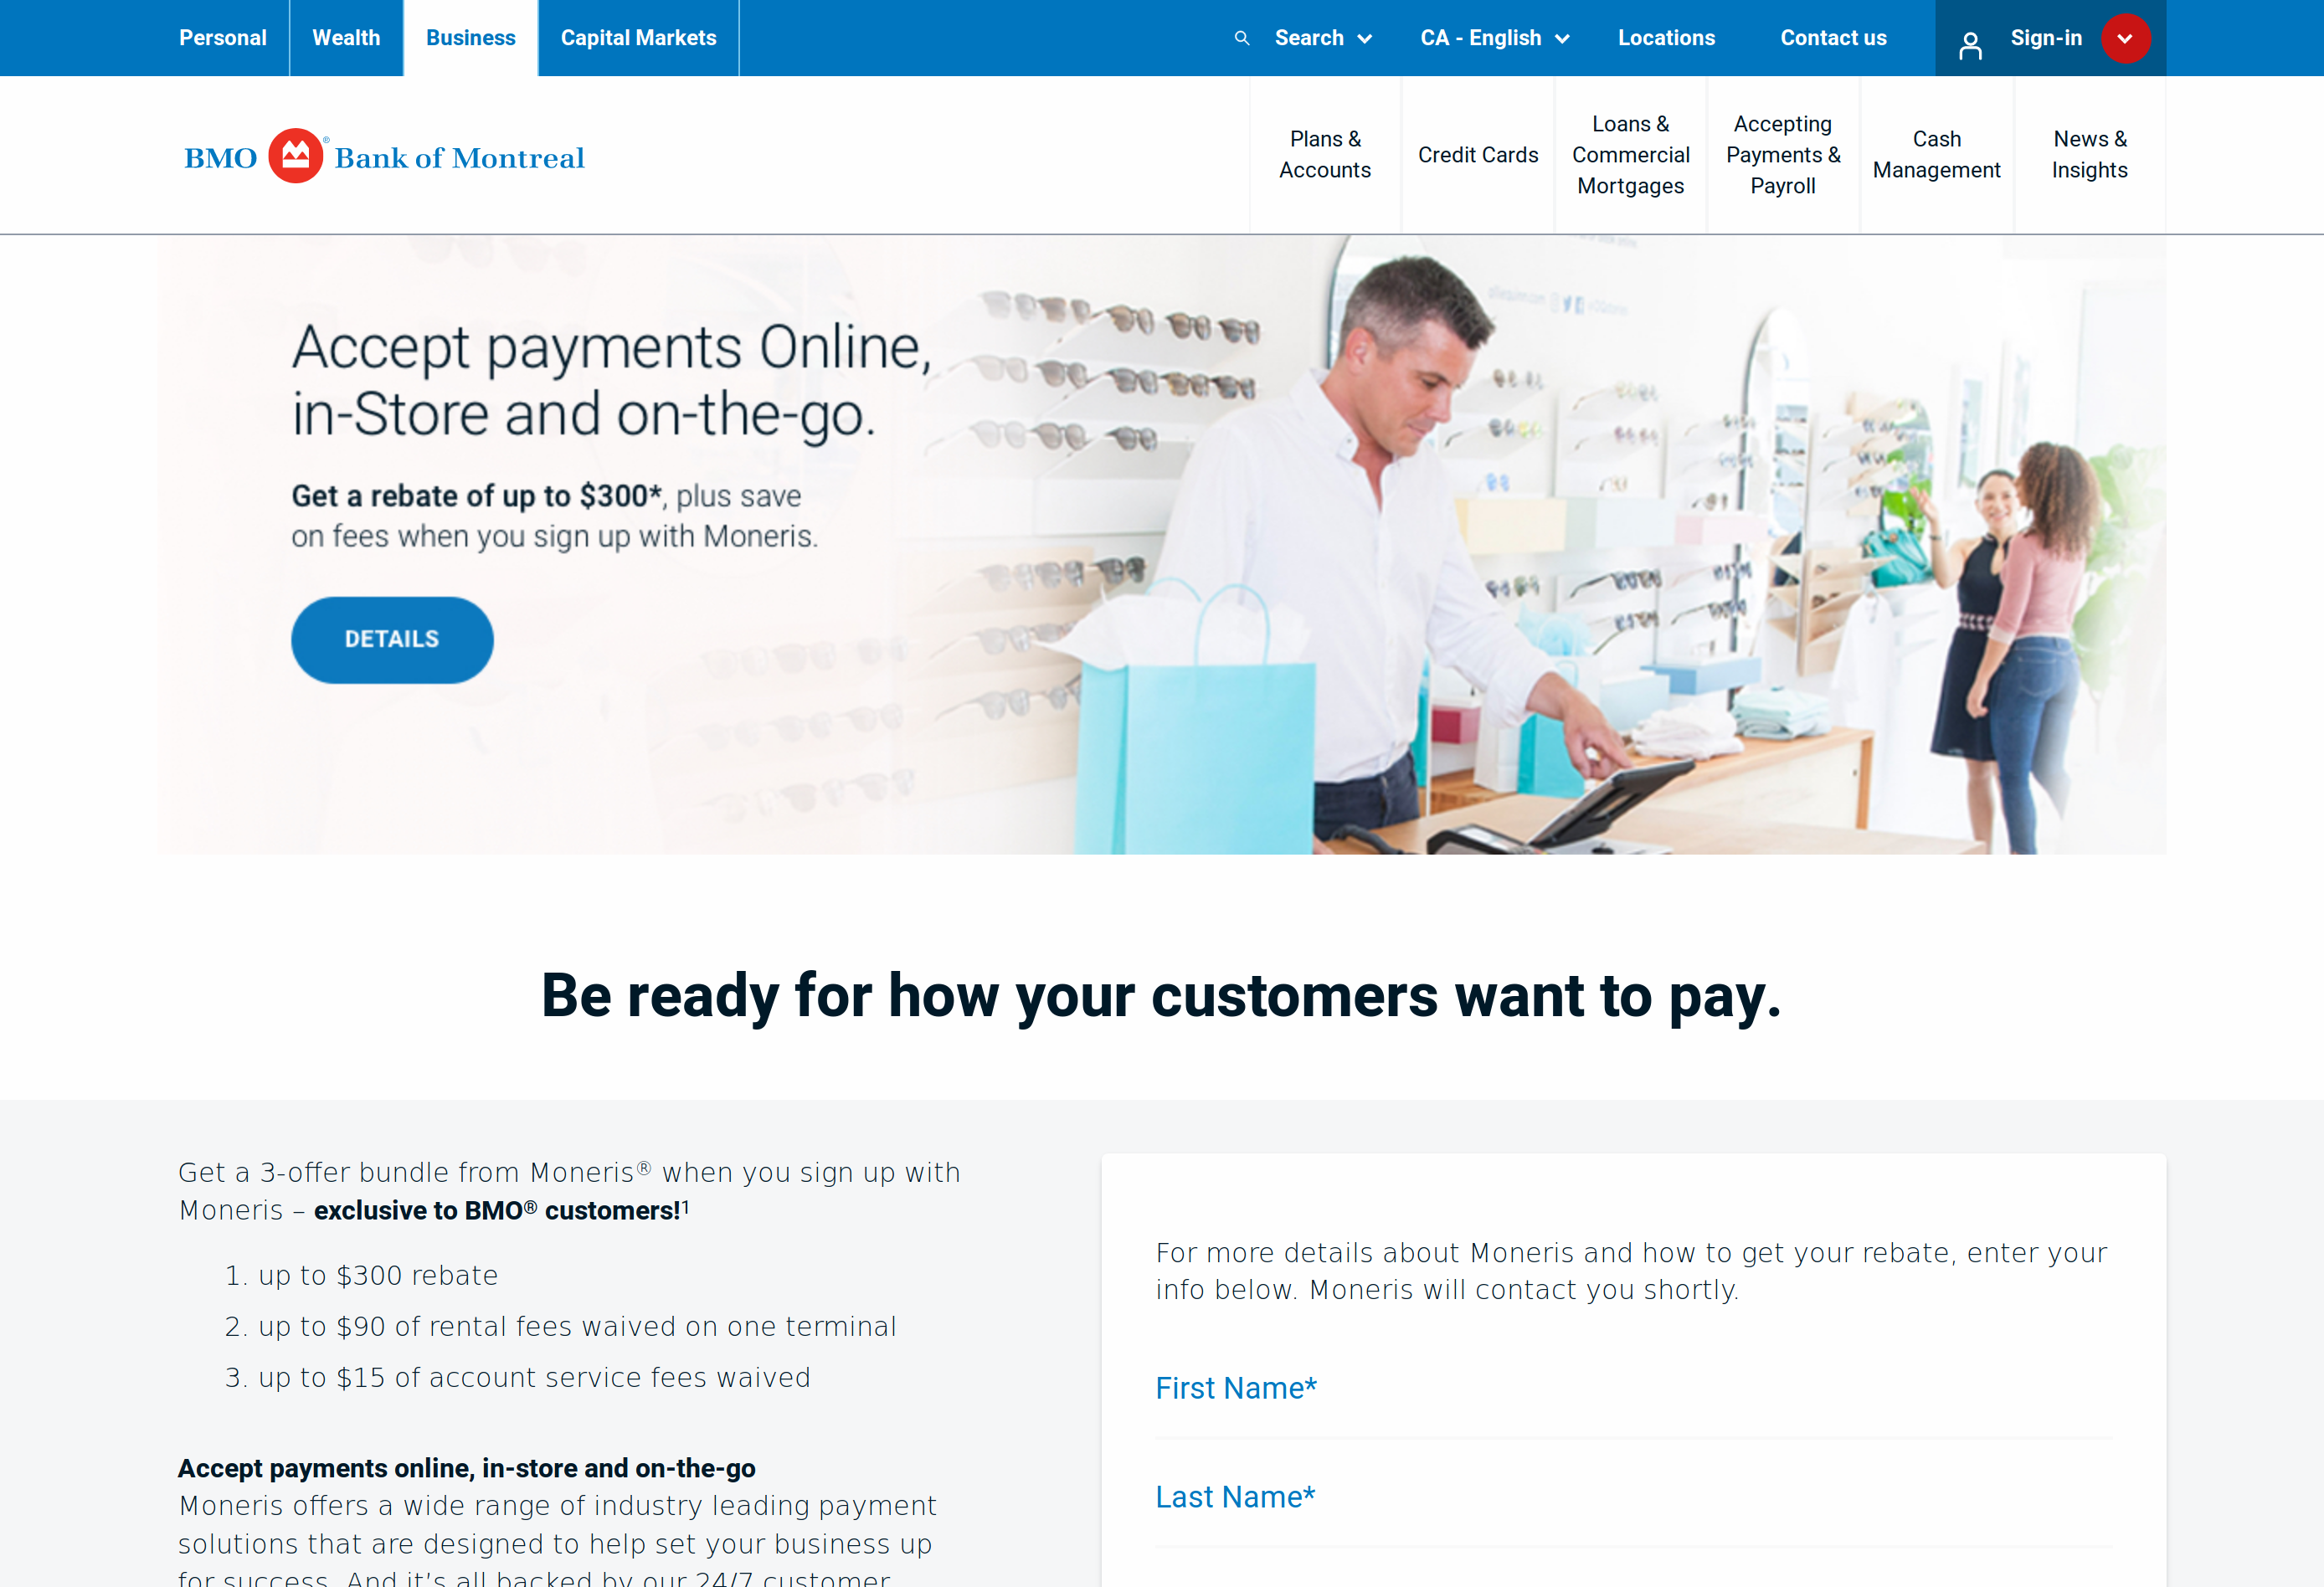 Personal
Wealth
Business
Capital Markets
Search
CA - English
Locations
Contact us
Sign-in
BMO ® Bank of Montreal
Plans &
Accounts
Credit Cards
Loans &
Commercial
Mortgages
Accepting
Payments &
Payroll
Cash
Management
News &
Insights
Accept payments Online,
in-Store and on-the-go.
Get a rebate of up to $300*, plus save
on fees when you sign up with Moneris.
DETAILS
Be ready for how your customers want to pay.
Get a 3-offer bundle from Moneris® when you sign up with
Moneris – exclusive to BMO® customers!¹
1. up to $300 rebate
2. up to $90 of rental fees waived on one terminal
3. up to $15 of account service fees waived
Accept payments online, in-store and on-the-go
Moneris offers a wide range of industry leading payment
solutions that are designed to help set your business up
for success. And it's all backed by our 24/7 customer
For more details about Moneris and how to get your rebate, enter your
info below. Moneris will contact you shortly.
First Name*
Last Name*